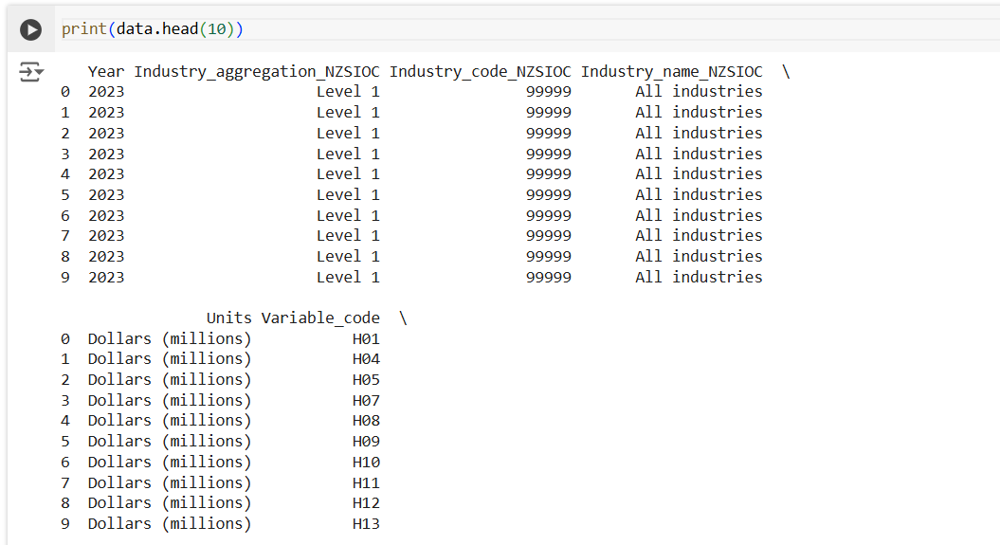 print(data.head(10))
   Year Industry_aggregation_NZSIOC Industry_code_NZSIOC Industry_name_NZSIOC  \
0  2023                     Level 1                99999       All industries
1  2023                     Level 1                99999       All industries
2  2023                     Level 1                99999       All industries
3  2023                     Level 1                99999       All industries
4  2023                     Level 1                99999       All industries
5  2023                     Level 1                99999       All industries
6  2023                     Level 1                99999       All industries
7  2023                     Level 1                99999       All industries
8  2023                     Level 1                99999       All industries
9  2023                     Level 1                99999       All industries
                Units Variable_code  \
0  Dollars (millions)           H01
1  Dollars (millions)           H04
2  Dollars (millions)           H05
3  Dollars (millions)           H07
4  Dollars (millions)           H08
5  Dollars (millions)           H09
6  Dollars (millions)           H10
7  Dollars (millions)           H11
8  Dollars (millions)           H12
9  Dollars (millions)           H13